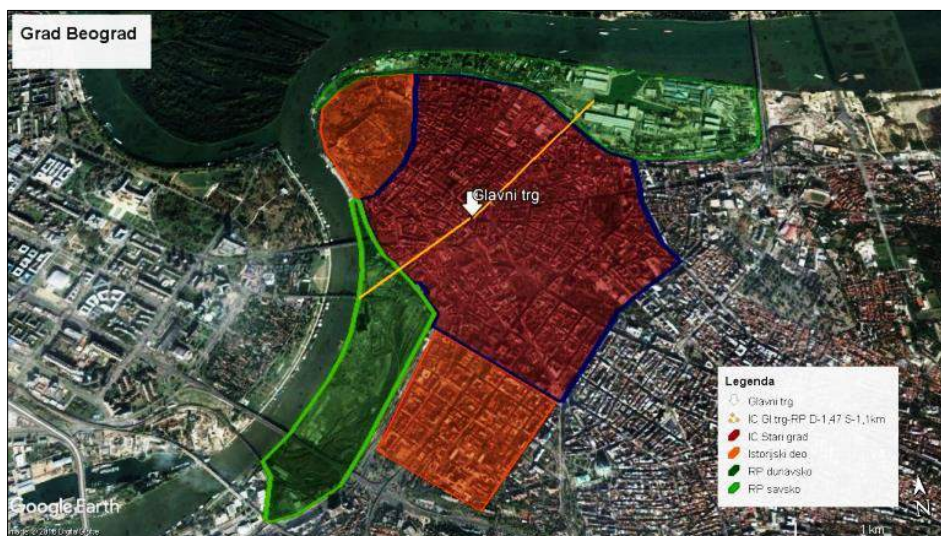 Grad Beograd
Glavni trg
Legenda
Glavni trg
IC Gl trg-RP D-1,47 S-1,1km
IC Stari grad
Istorijski deo
RP dunavsko
RP savsko
Google Earth
N
1 km